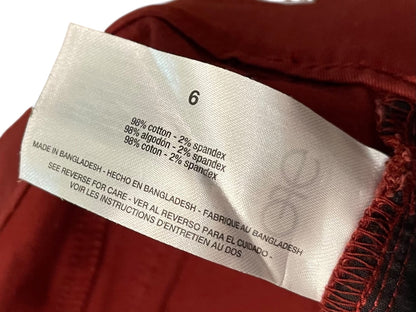 6
98% cotton - 2% spandex
98% algodón - 2% spandex
98% coton - 2% spandex
MADE IN BANGLADESH - HECHO EN BANGLADESH - FABRIQUE AU BANGLADESH
SEE REVERSE FOR CARE - VER AL REVERSO PARA EL CUIDADO -
VOIR LES INSTRUCTIONS D'ENTRETIEN AU DOS